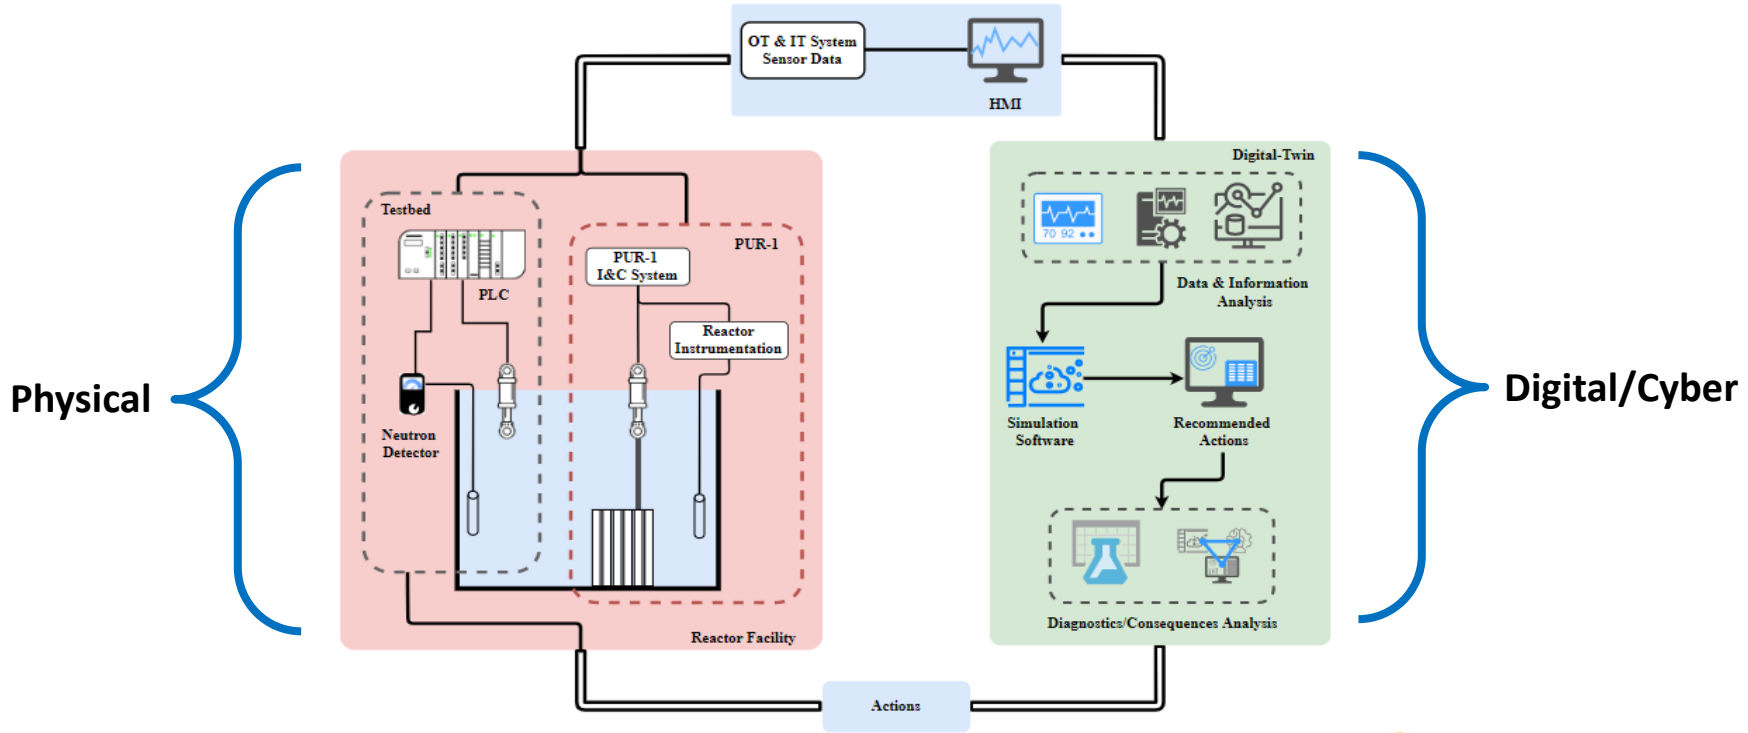 OT & IT System
Sensor Data
HMI
Physical
Testbed
PLC
Neutron
Detector
PUR-1
PUR-1
I&C System
Reactor
Instrumentation
Reactor Facility
Digital-Twin
70 92
Data & Information
Analysis
Simulation
Software
Recommended
Actions
Diagnostics/Consequences Analysis
Digital/Cyber
Actions